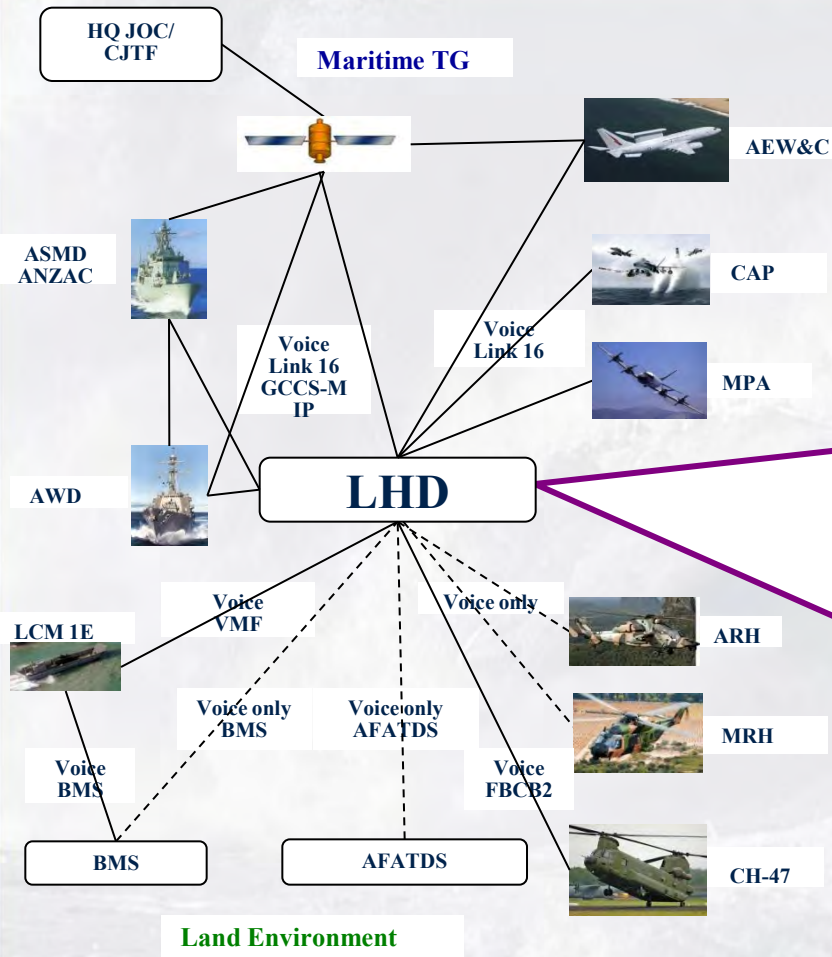 HQ JOC/
CJTF
Maritime TG
AEW&C
ASMD
ANZAC
CAP
Voice
Link 16
GCCS-M
IP
Voice
Link 16
MPA
AWD
LHD
Voice
VMF
Voice only
LCM 1E
ARH
Voice only
BMS
Voice only
AFATDS
MRH
Voice
BMS
Voice
FBCB2
BMS
AFATDS
CH-47
Land Environment